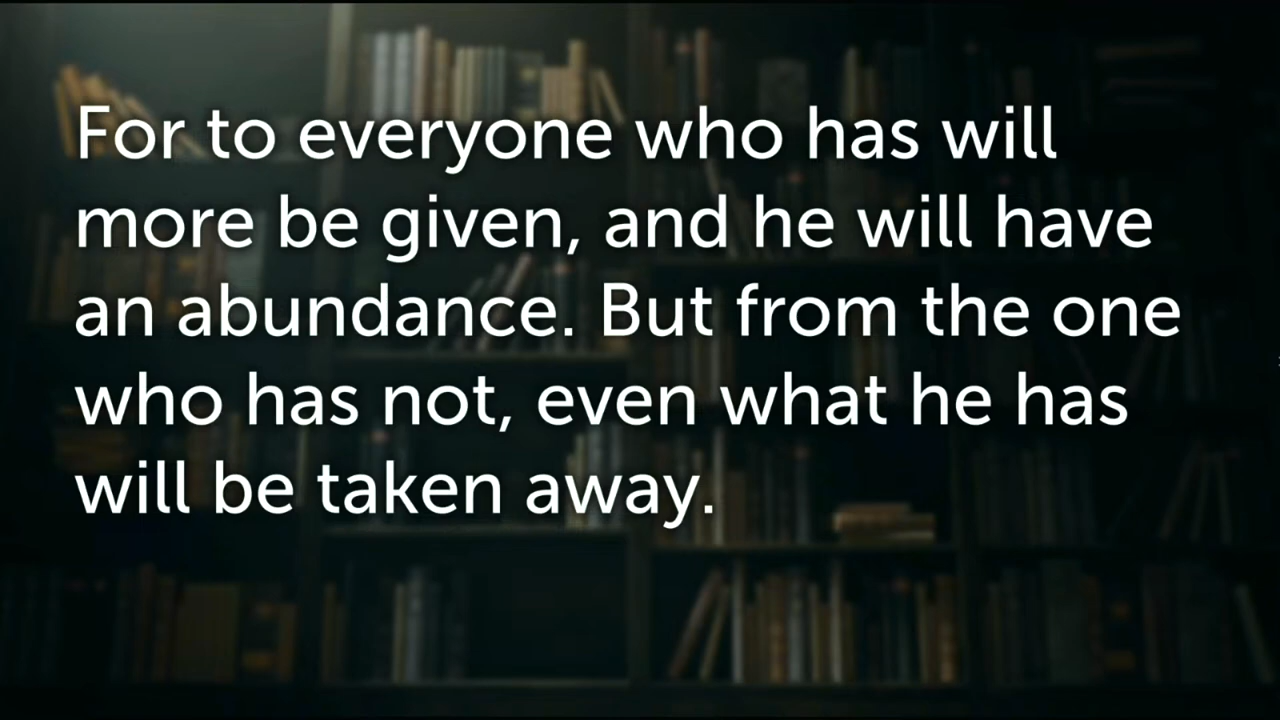 For to everyone who has will
more be given, and he will have
an abundance. But from the one
who has not, even what he has
will be taken away.